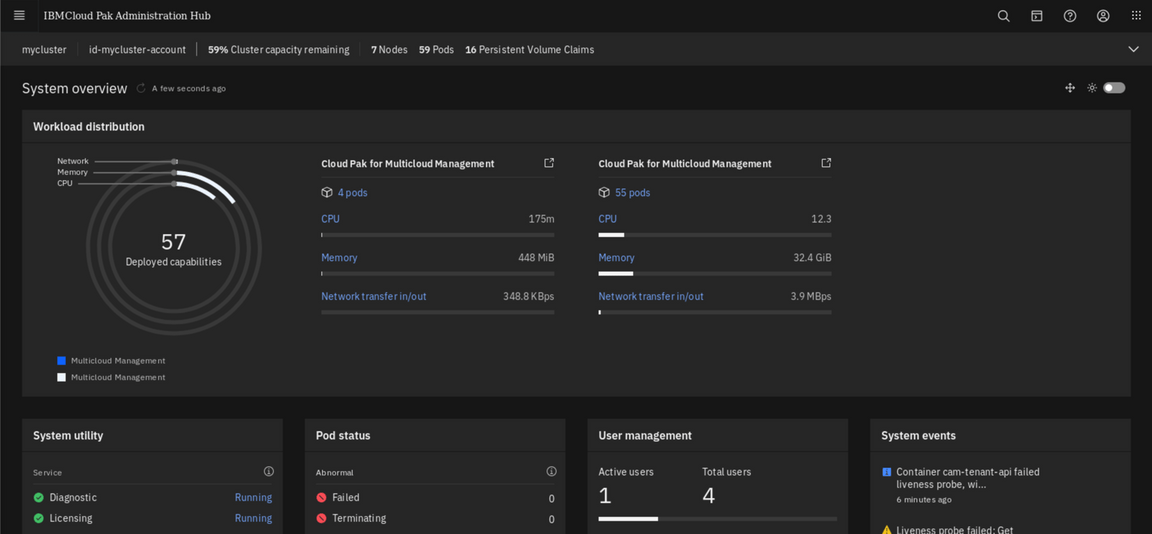 IBMCloud Pak Administration Hub
mycluster id-mycluster-account 59% Cluster capacity remaining 7 Nodes 59 Pods 16 Persistent Volume Claims
System overview A few seconds ago
Workload distribution
Network
Memory
CPU
57
Deployed capabilities
Multicloud Management
Multicloud Management
Cloud Pak for Multicloud Management
4 pods
CPU 175m
Memory 448 MiB
Network transfer in/out 348.8 KBps
Cloud Pak for Multicloud Management
55 pods
CPU 12.3
Memory 32.4 GiB
Network transfer in/out 3.9 MBps
System utility
Service
Diagnostic Running
Licensing Running
Pod status
Abnormal
Failed 0
Terminating 0
User management
Active users Total users
1 4
System events
Container cam-tenant-api failed
liveness probe, wi...
6 minutes ago
Liveness probe failed: Get